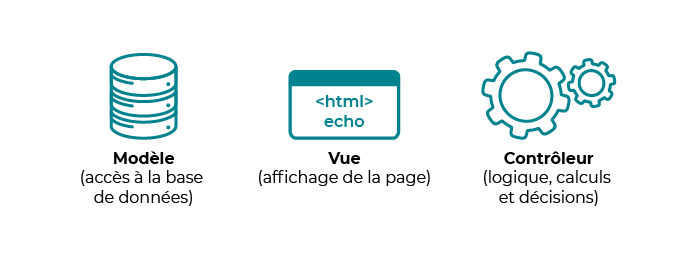 <html>
echo
Modèle
(accès à la base
de données)
Vue
(affichage de la page)
Contrôleur
(logique, calculs
et décisions)